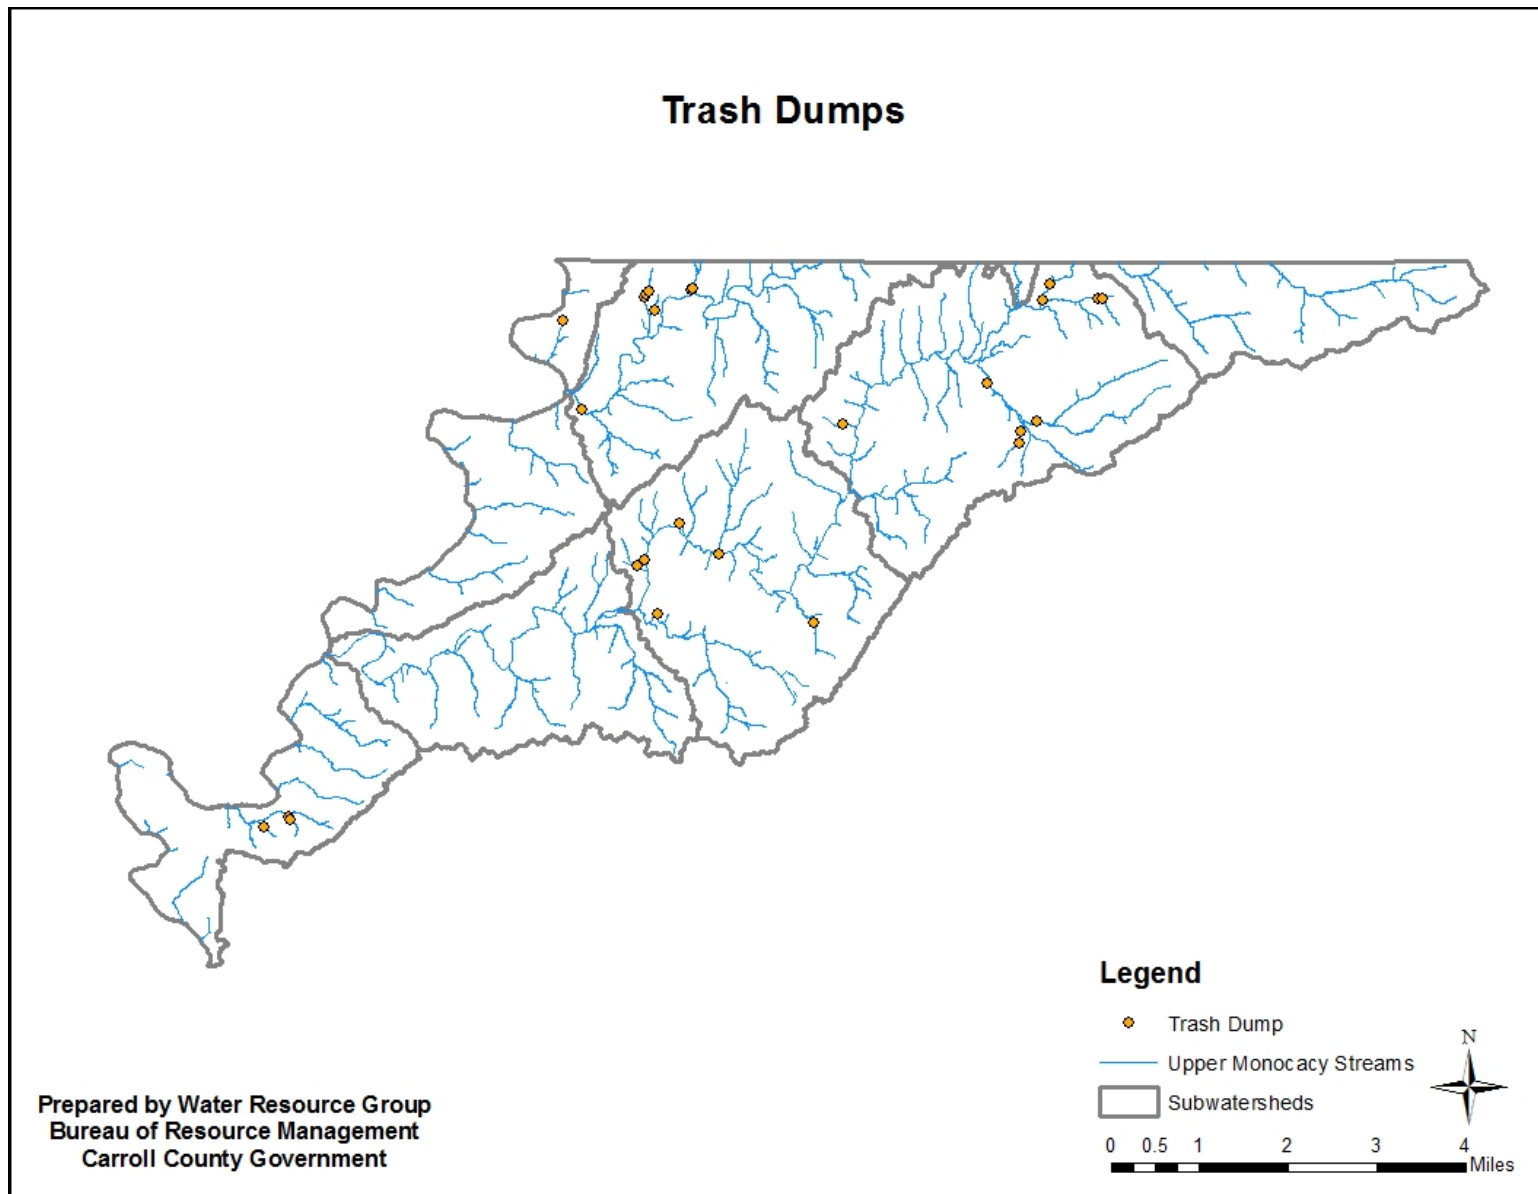 Trash Dumps
Legend
Trash Dump
N
Upper Monocacy Streams
Subwatersheds
Prepared by Water Resource Group
Bureau of Resource Management
Carroll County Government
0 0.5 1 2 3 4
Miles